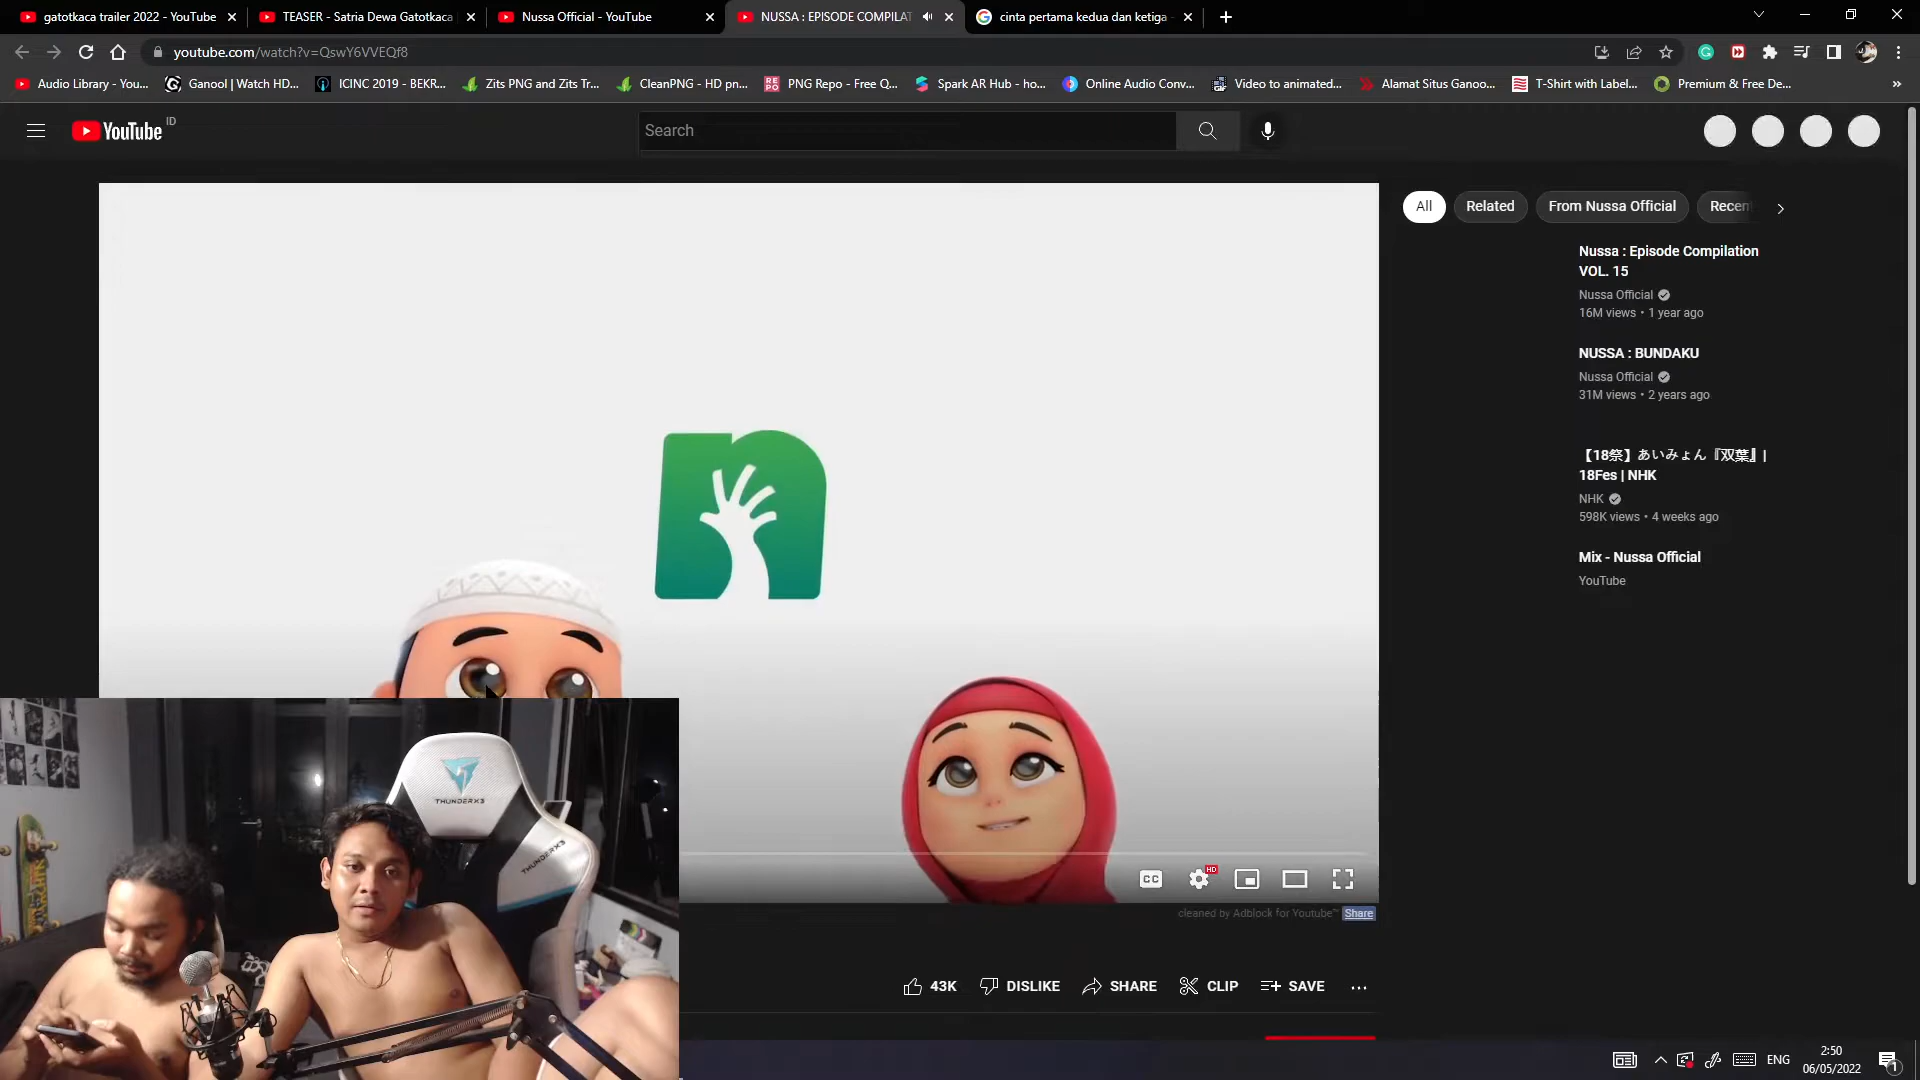 gatotkaca trailer 2022 - YouTube
TEASER - Satria Dewa Gatotkaca
Nussa Official - YouTube
NUSSA : EPISODE COMPILAT
cinta pertama kedua dan ketiga -
youtube.com/watch?v=QswY6VVEQf8
Audio Library - You...
Ganool | Watch HD...
ICINC 2019 - BEKR...
Zits PNG and Zits Tr...
CleanPNG - HD pn...
REPO
PNG Repo - Free Q...
Spark AR Hub - ho...
Online Audio Conv...
Video to animated...
Alamat Situs Ganoo...
T-Shirt with Label...
Premium & Free De...
»
YouTube ID
Search
All
Related
From Nussa Official
Recen
Nussa : Episode Compilation
VOL. 15
Nussa Official
16M views • 1 year ago
NUSSA : BUNDAKU
Nussa Official
31M views • 2 years ago
【18祭】あいみょん『双葉』|
18Fes | NHK
NHK
598K views • 4 weeks ago
Mix - Nussa Official
YouTube
n
THUNDERX3
THUNDERX3
CC
HD
cleaned by Adblock for Youtube™ Share
43K
DISLIKE
SHARE
CLIP
SAVE
...
ENG
2:50
06/05/2022
1